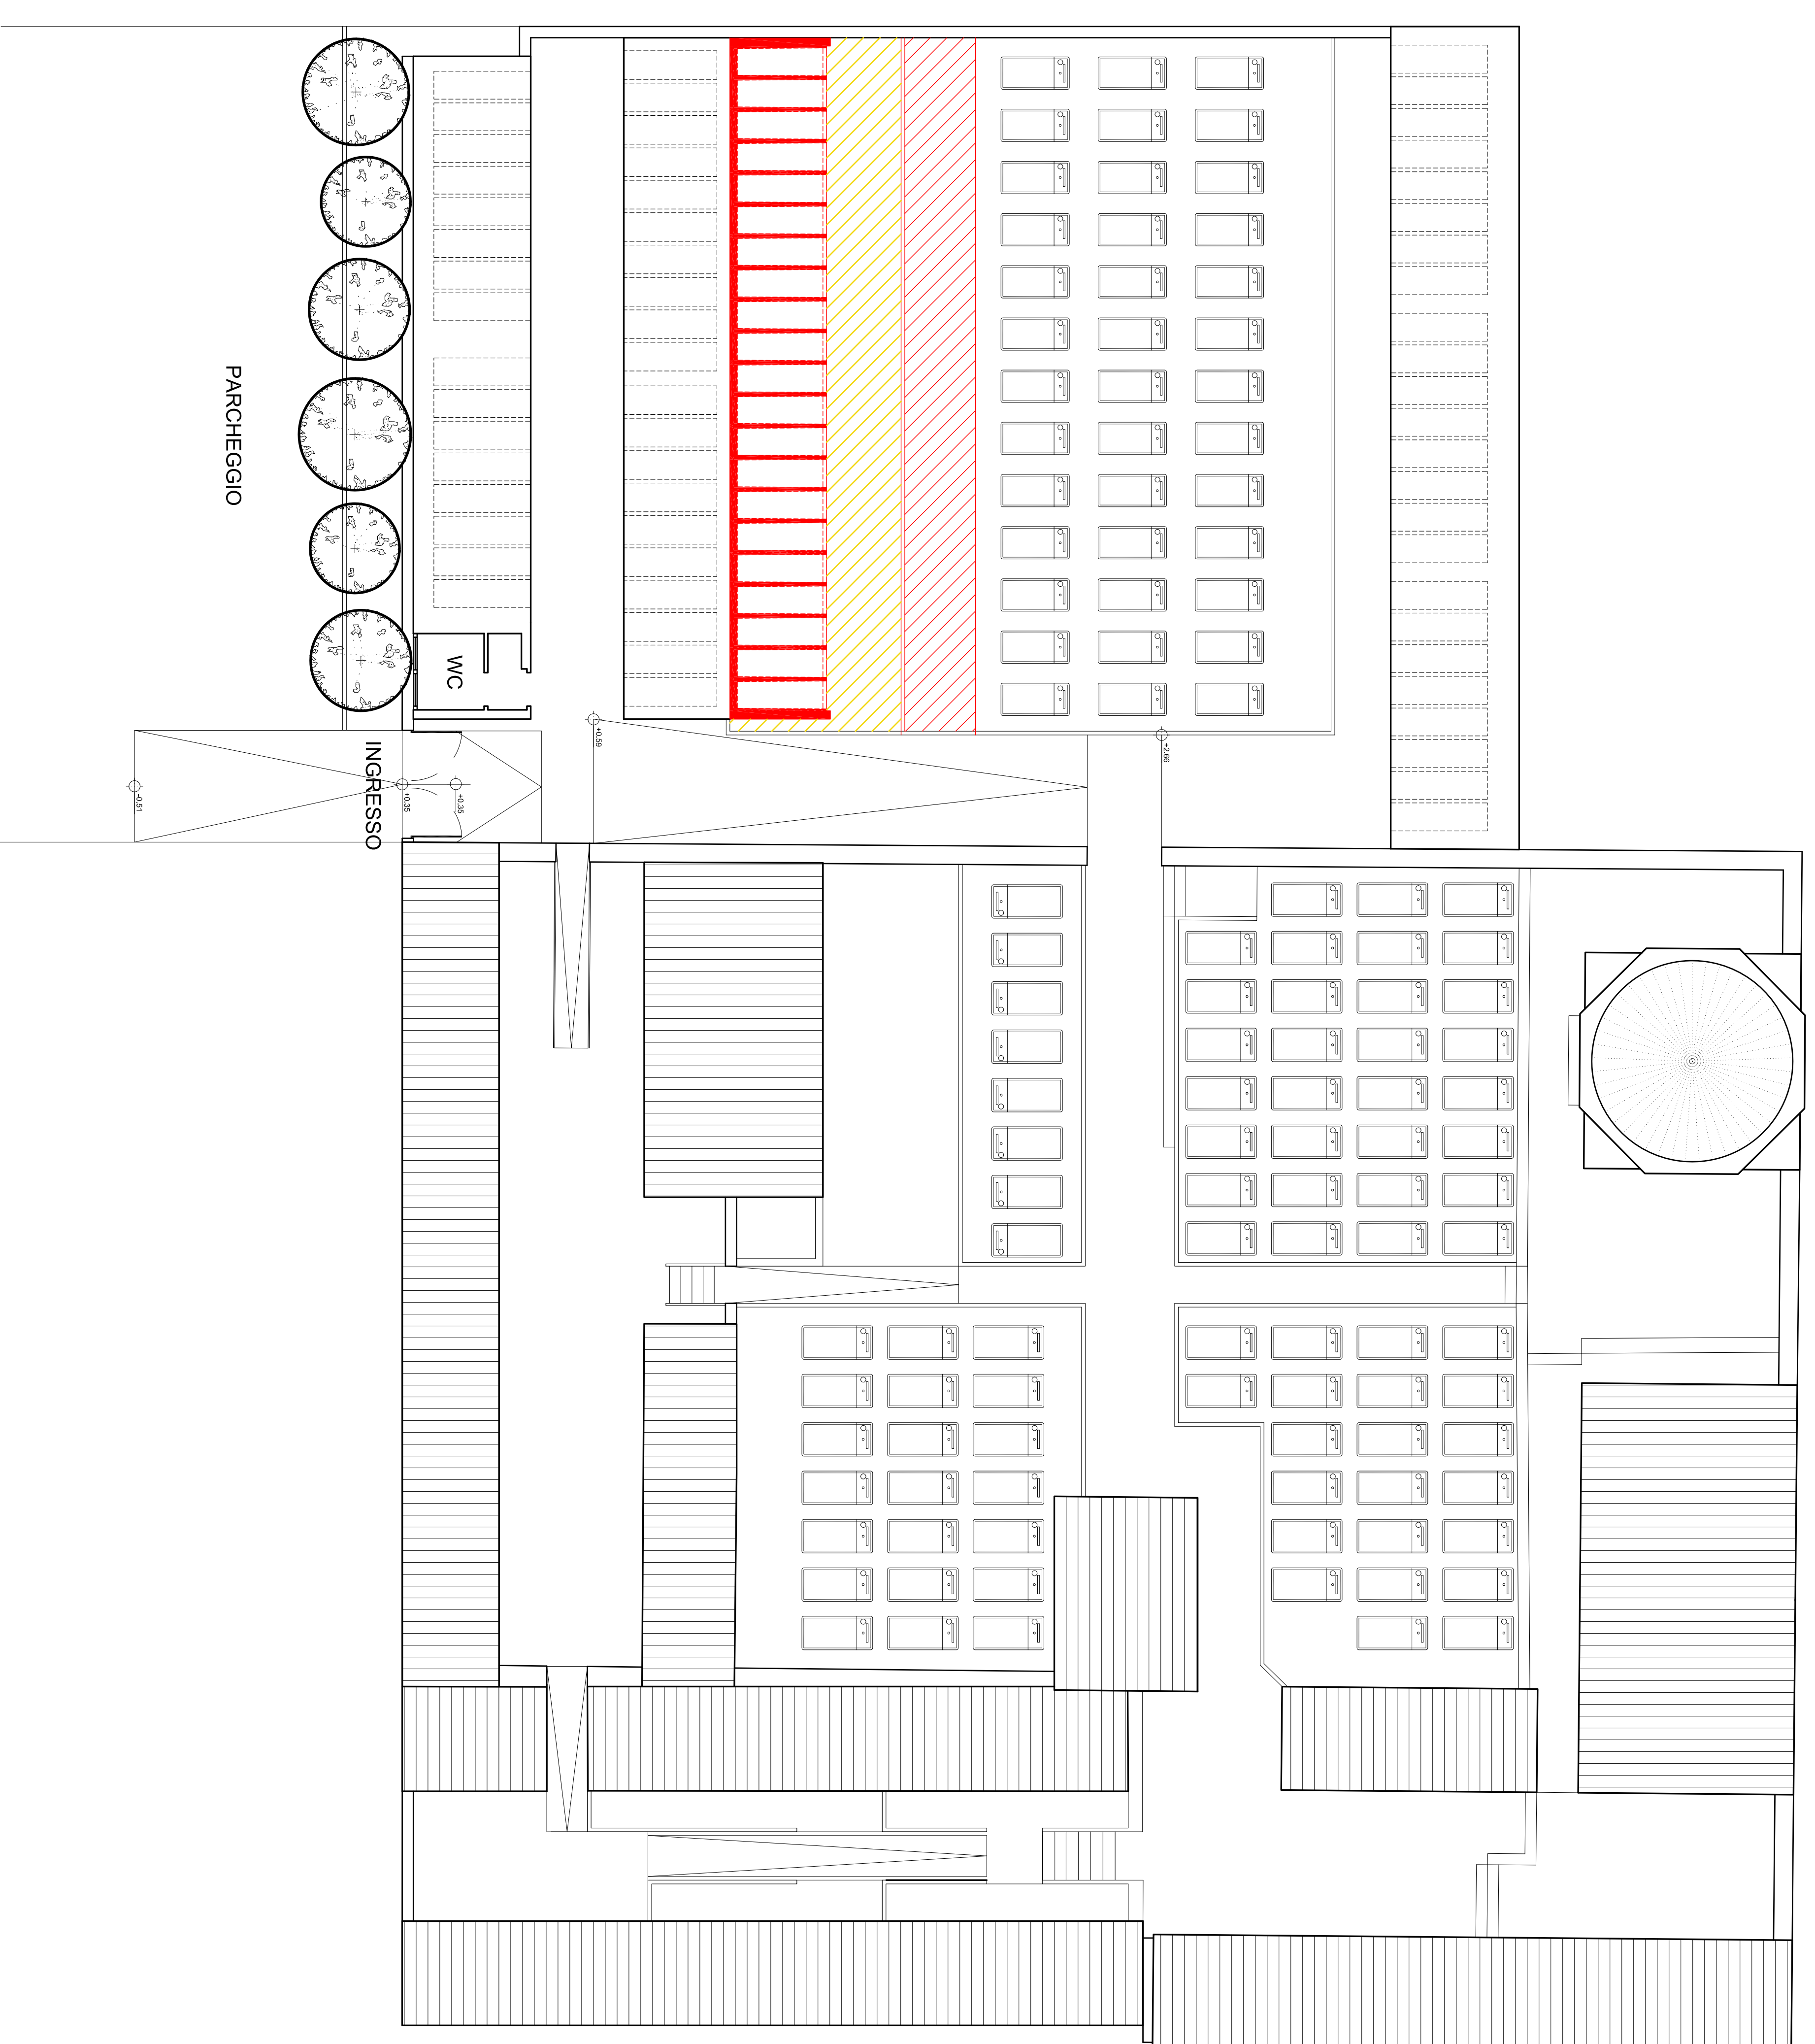 PARCHEGGIO
WC
INGRESSO
+0.59
+2.66
+0.35
+0.35
-0.51